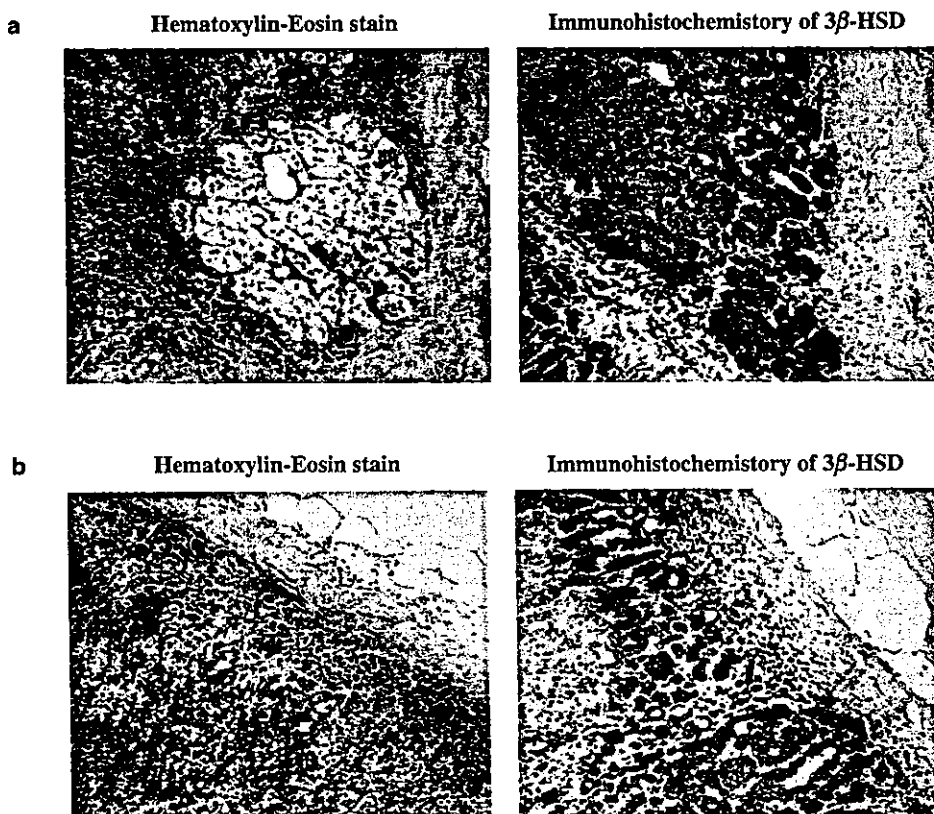 a
Hematoxylin-Eosin stain
Immunohistochemistory of 3β-HSD
b
Hematoxylin-Eosin stain
Immunohistochemistory of 3β-HSD